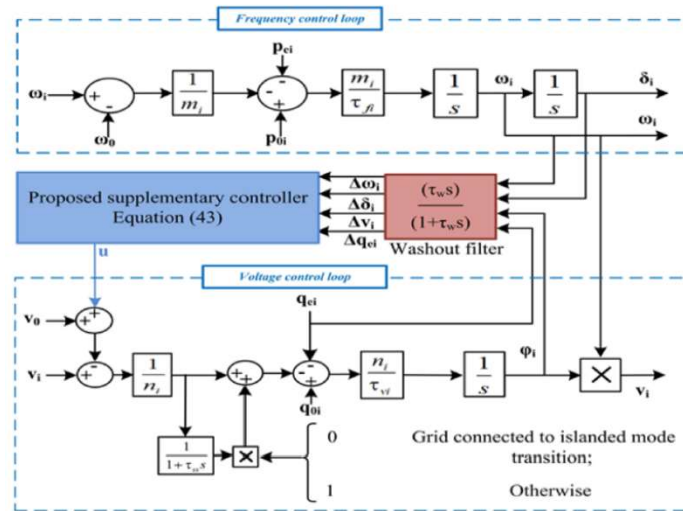 Frequency control loop
p_ei
ω_i + - 1/m_i - - + m_i/τ_fi 1/s ω_i 1/s δ_i
ω_0 p_0i ω_i
Proposed supplementary controller
Equation (43)
Δω_i
Δδ_i
Δv_i
Δq_ei
(τ_w s)/(1+τ_w s)
Washout filter
u
Voltage control loop
v_0 + +
q_ei
v_i + - 1/n_i + + - - + n_i/τ_vi 1/s φ_i × v_i
q_0i
1/(1+τ_w s) ×
0 Grid connected to islanded mode
transition;
1 Otherwise